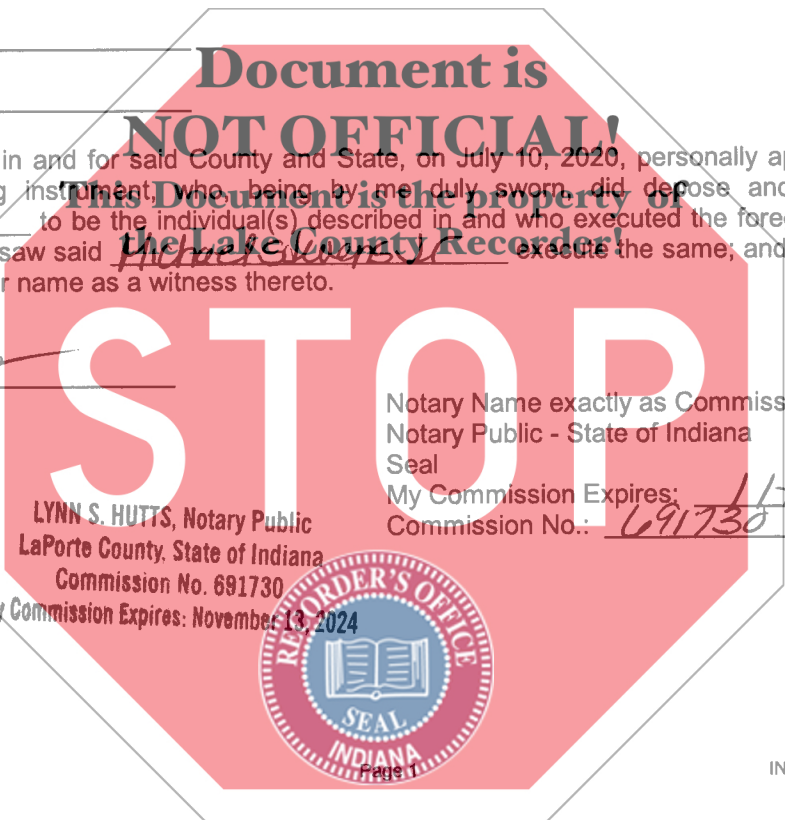 Document is
NOT OFFICIAL!
in and for said County and State, on July 10, 2020, personally a
This Document is the property of
g instrument, who being by me duly sworn, did depose and
to be the individual(s) described in and who executed the fore
the Lake County Recorder!
saw said Michael execute the same; and
r name as a witness thereto.
STOP
Notary Name exactly as Commiss
Notary Public - State of Indiana
Seal
My Commission Expires: 11
Commission No.: 691730
LYNN S. HUTTS, Notary Public
LaPorte County, State of Indiana
Commission No. 691730
y Commission Expires: November 13, 2024
RECORDER'S OFFICE
SEAL
INDIANA
Page 1
IN